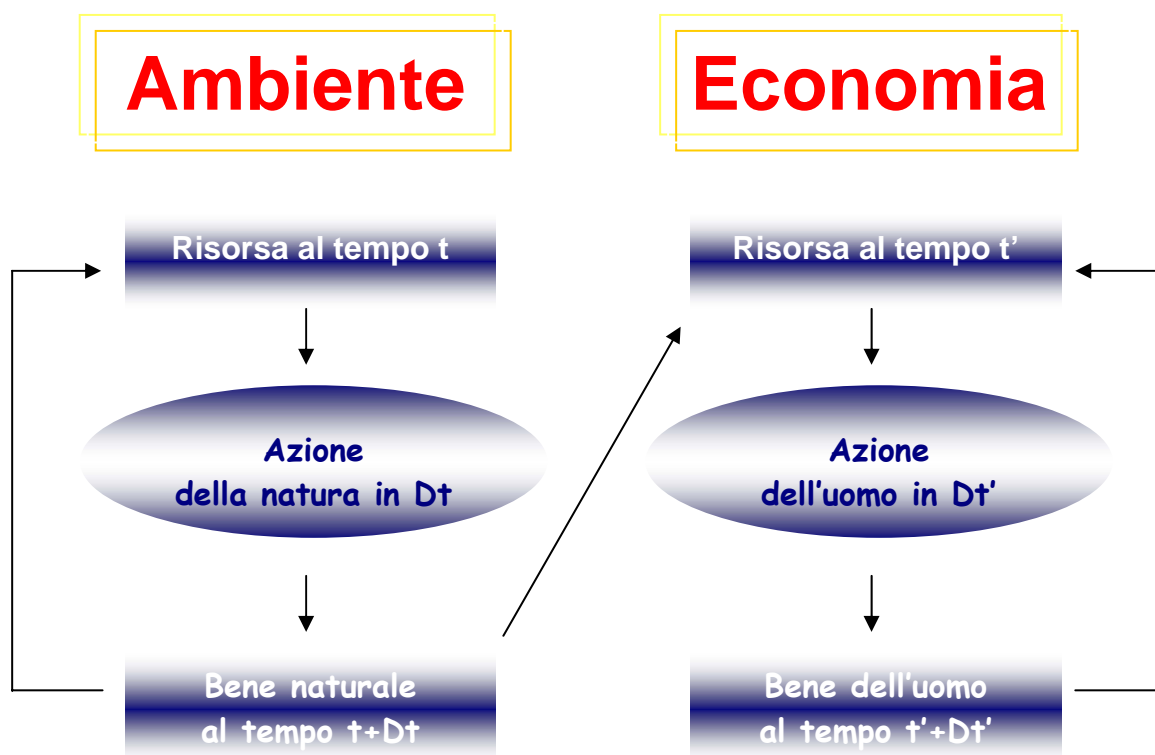 Ambiente
Economia
Risorsa al tempo t
Risorsa al tempo t’
Azione
della natura in Dt
Azione
dell’uomo in Dt’
Bene naturale
al tempo t+Dt
Bene dell’uomo
al tempo t’+Dt’